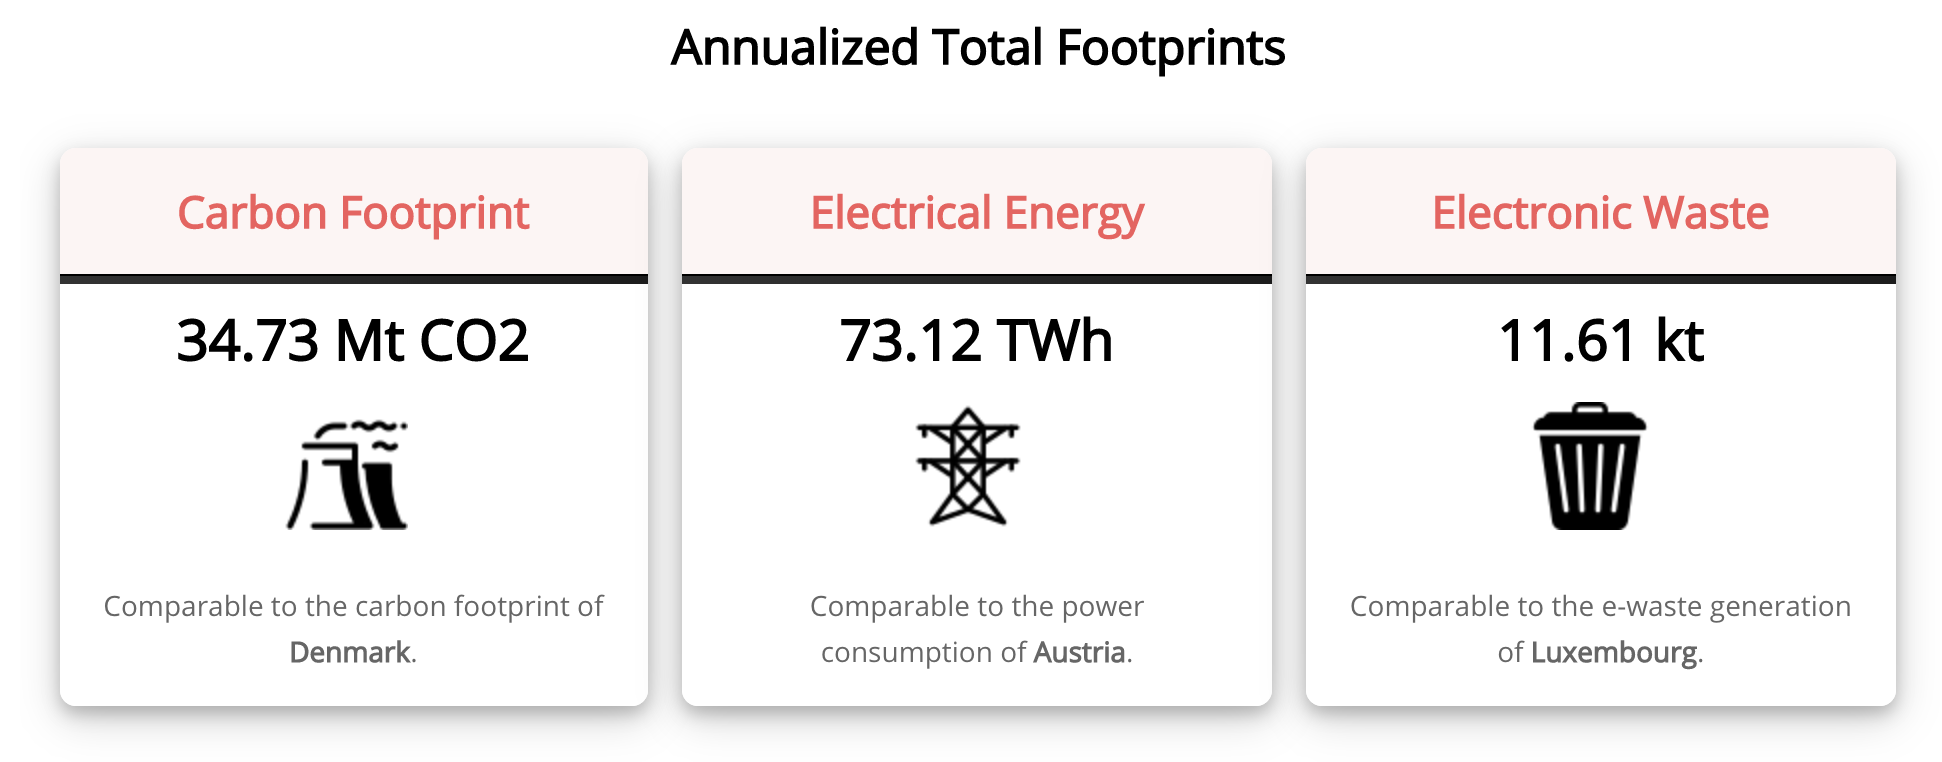 Annualized Total Footprints
Carbon Footprint
34.73 Mt CO2
Comparable to the carbon footprint of
Denmark.
Electrical Energy
73.12 TWh
Comparable to the power
consumption of Austria.
Electronic Waste
11.61 kt
Comparable to the e-waste generation
of Luxembourg.